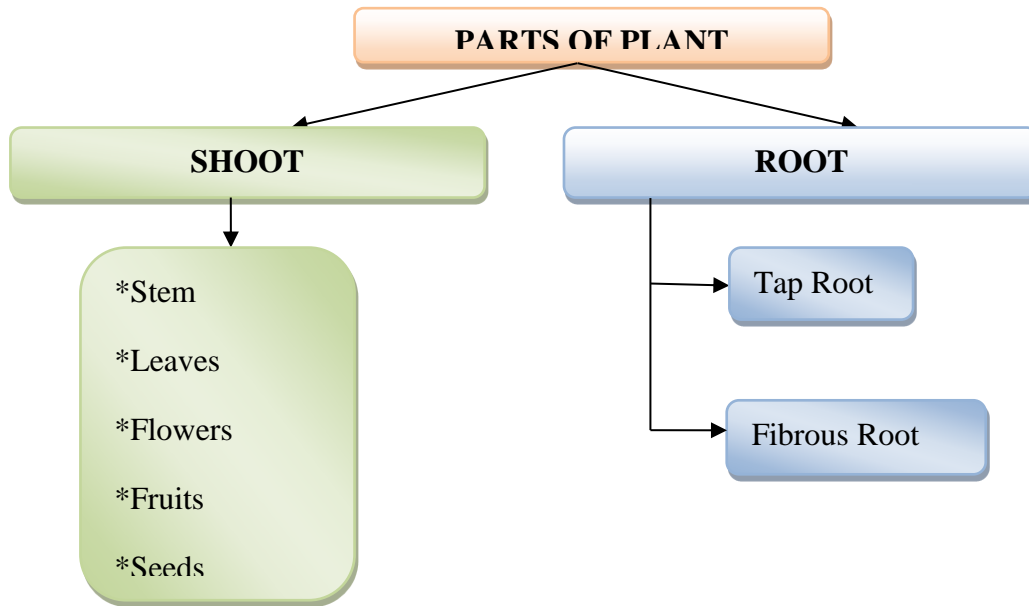 PARTS OF PLANT
SHOOT
ROOT
*Stem
*Leaves
*Flowers
*Fruits
*Seeds
Tap Root
Fibrous Root